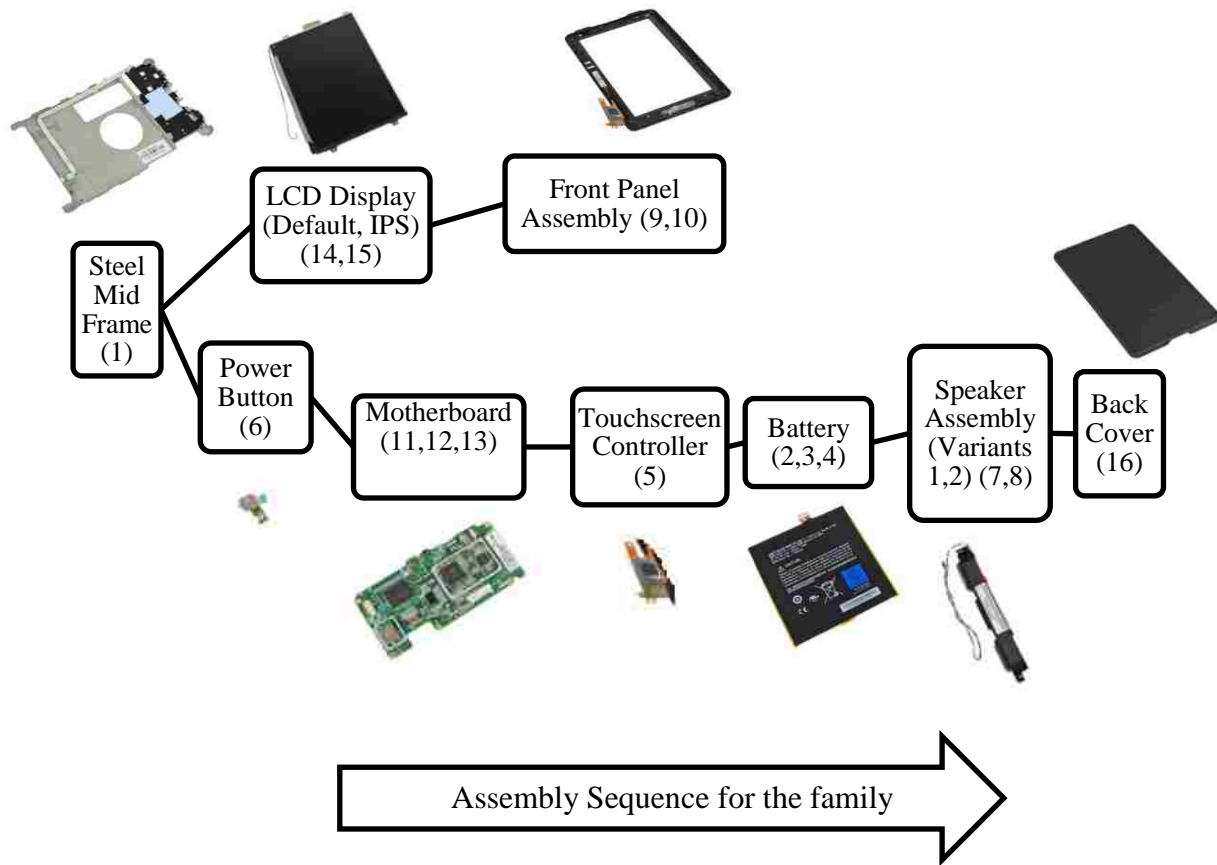 LCD Display
(Default, IPS)
(14,15)
Front Panel
Assembly (9,10)
Steel
Mid
Frame
(1)
Power
Button
(6)
Motherboard
(11,12,13)
Touchscreen
Controller
(5)
Battery
(2,3,4)
Speaker
Assembly
(Variants
1,2) (7,8)
Back
Cover
(16)
Assembly Sequence for the family